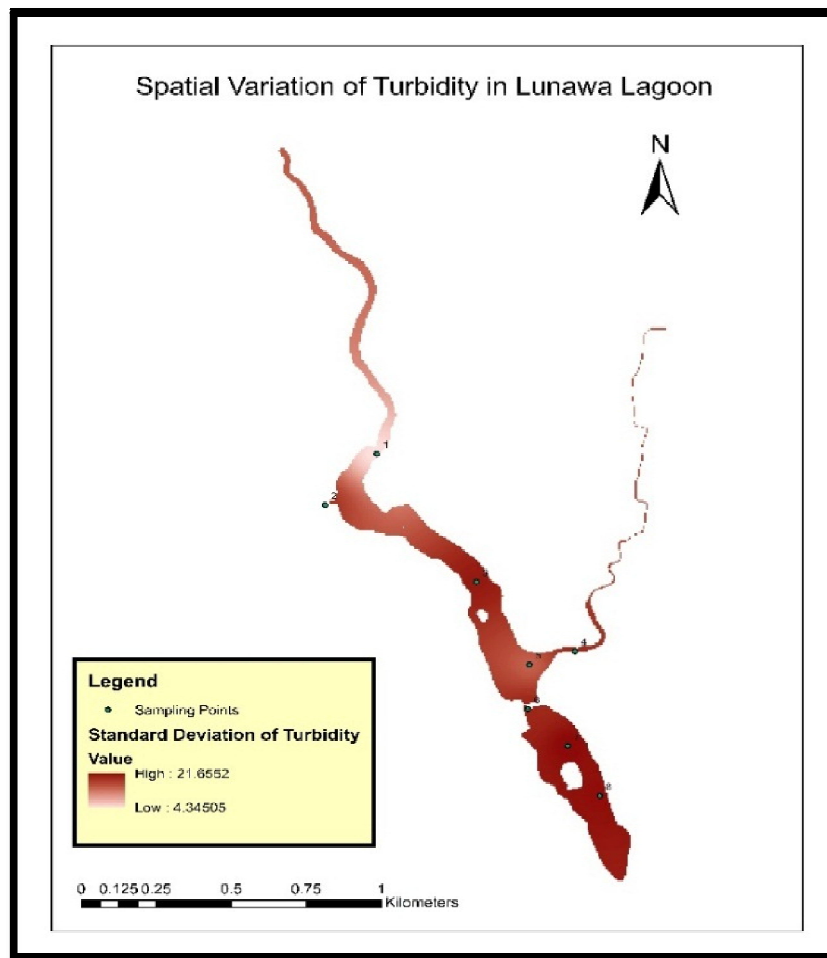 Spatial Variation of Turbidity in Lunawa Lagoon
N
1
2
4
6
8
Legend
Sampling Points
Standard Deviation of Turbidity
Value
High : 21.6552
Low : 4.34505
0 0.125 0.25 0.5 0.75 1
Kilometers